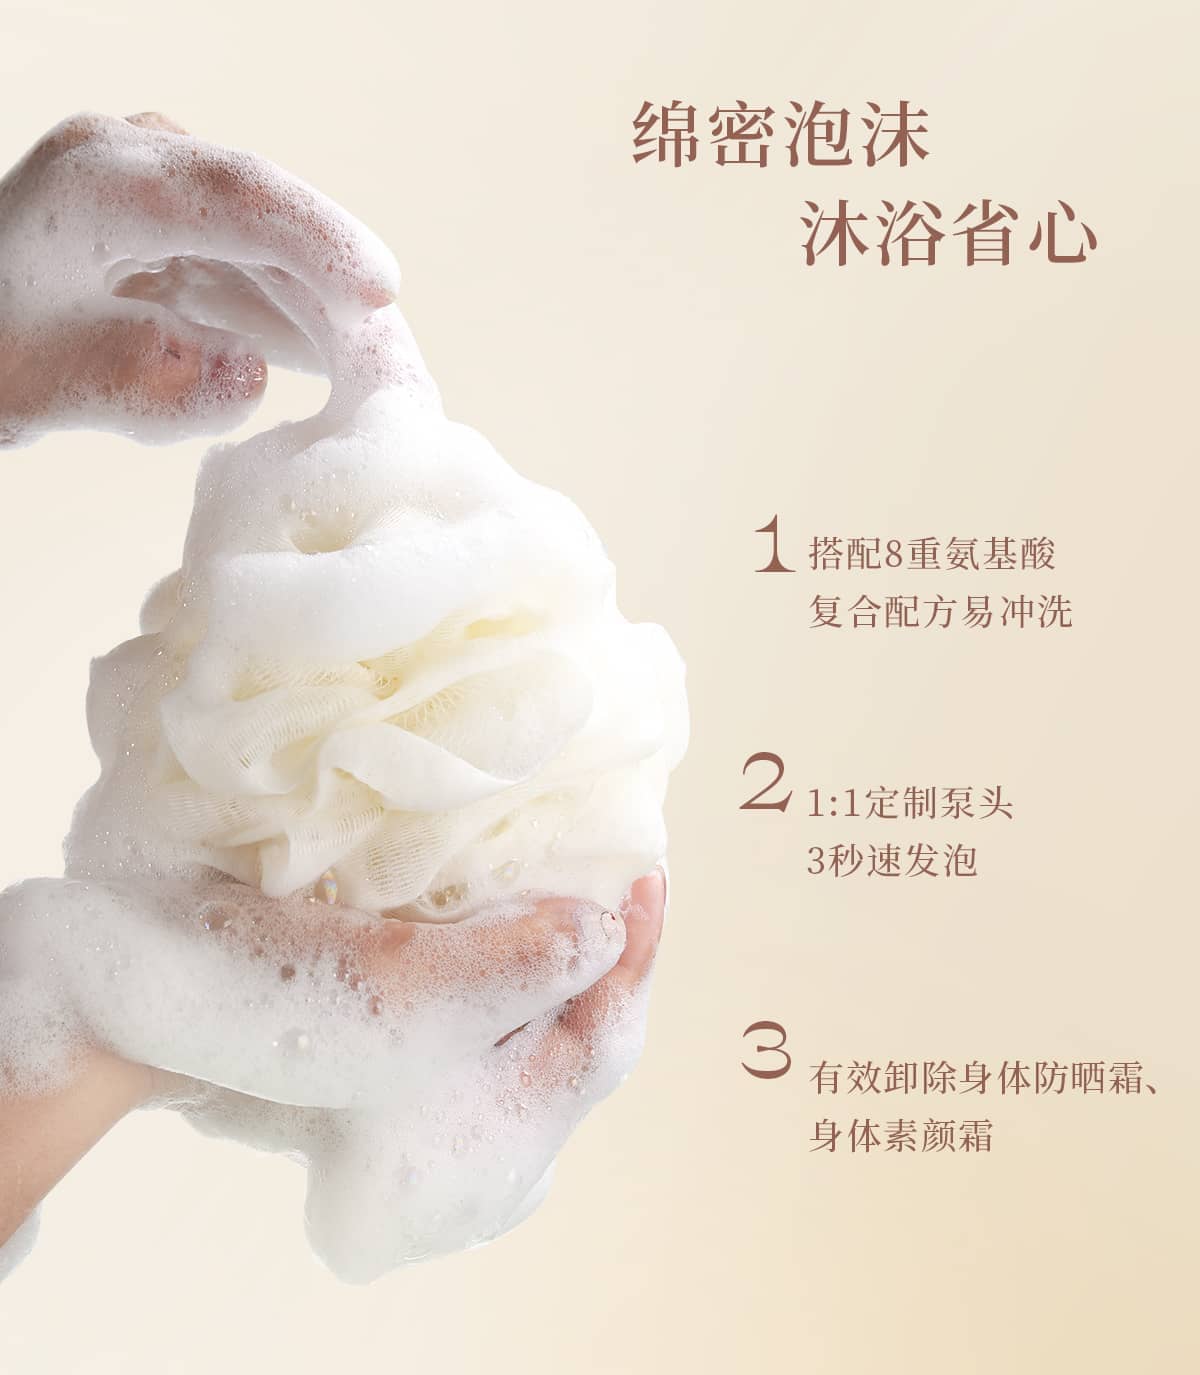 绵密泡沫
沐浴省心
1 搭配8重氨基酸
复合配方易冲洗
2 1:1定制泵头
3秒速发泡
3 有效卸除身体防晒霜、
身体素颜霜